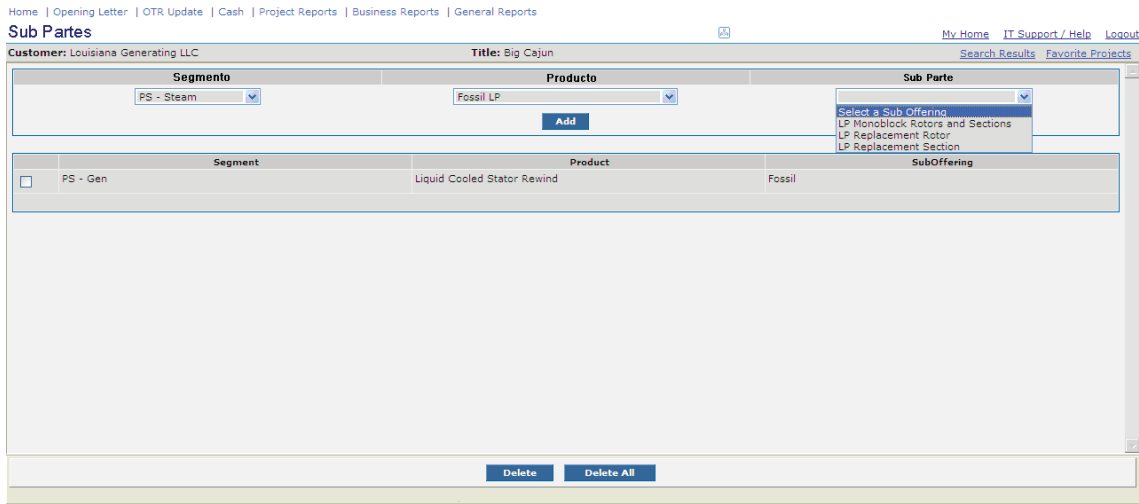 Home | Opening Letter | OTR Update | Cash | Project Reports | Business Reports | General Reports
Sub Partes
My Home IT Support / Help Logout
Customer: Louisiana Generating LLC Title: Big Cajun Search Results Favorite Projects
Segmento Producto Sub Parte
PS - Steam Fossil LP
Add
Select a Sub Offering
LP Monoblock Rotors and Sections
LP Replacement Rotor
LP Replacement Section
Segment Product SubOffering
PS - Gen Liquid Cooled Stator Rewind Fossil
Delete Delete All